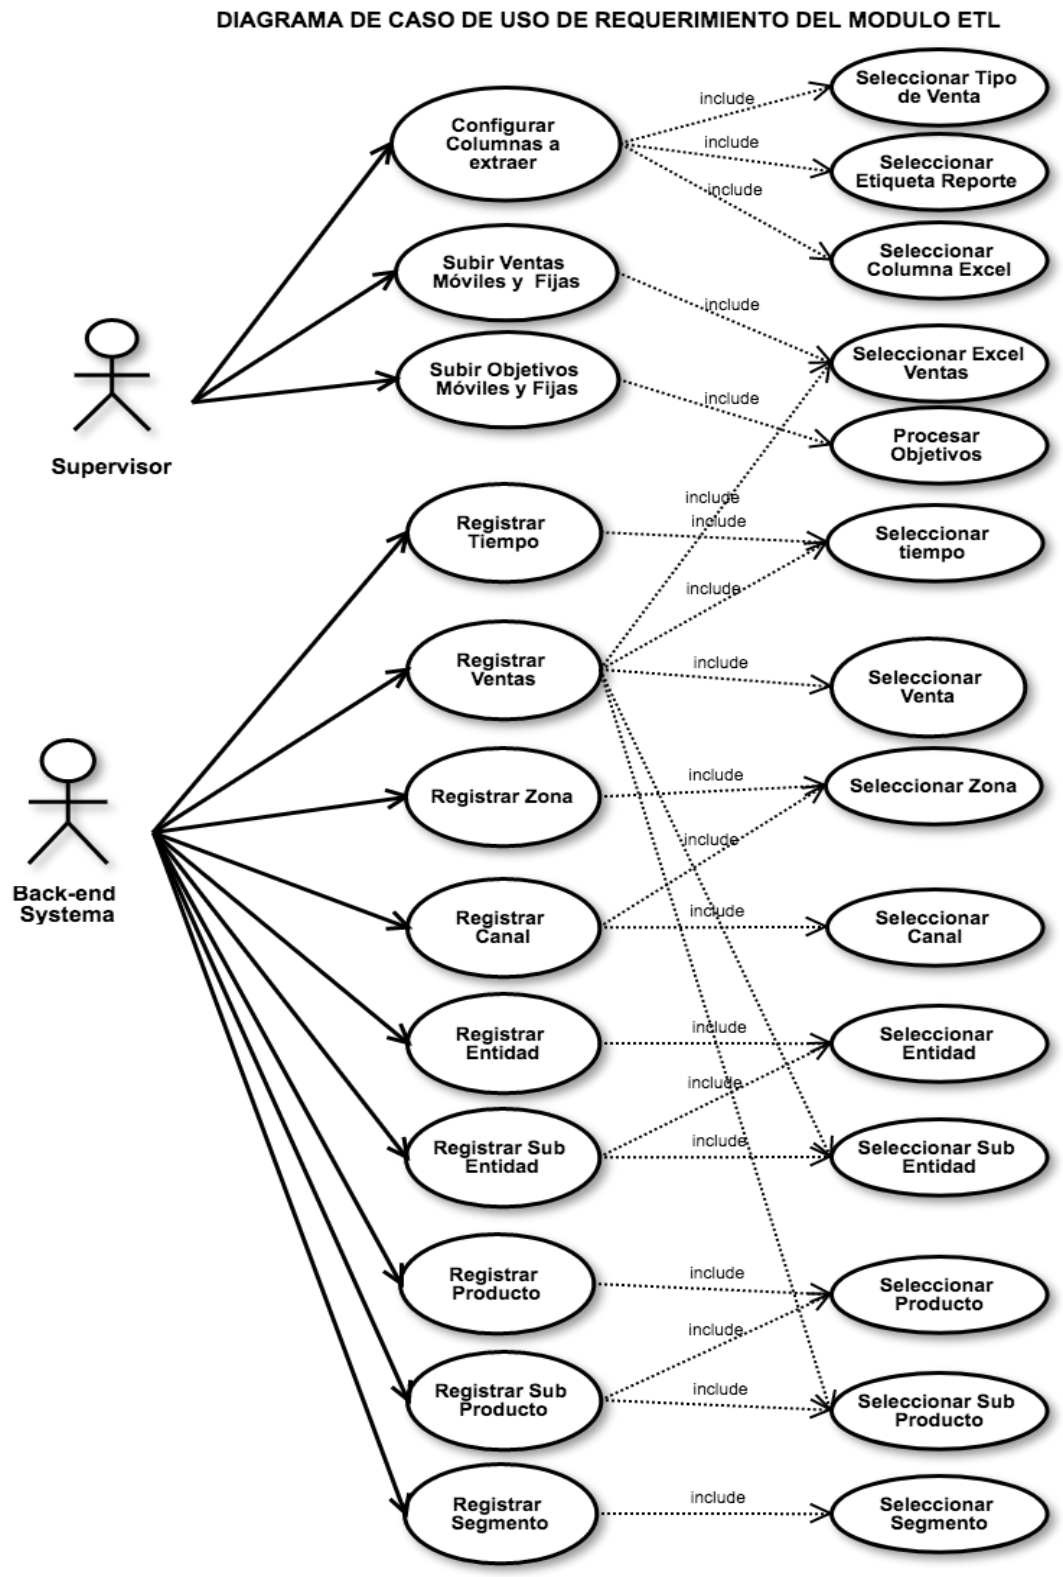 DIAGRAMA DE CASO DE USO DE REQUERIMIENTO DEL MODULO ETL
Configurar
Columnas a
extraer
include
include
include
Seleccionar Tipo
de Venta
Seleccionar
Etiqueta Reporte
Seleccionar
Columna Excel
Subir Ventas
Móviles y Fijas
include
Seleccionar Excel
Ventas
Subir Objetivos
Móviles y Fijas
include
Procesar
Objetivos
Supervisor
Registrar
Tiempo
include
include
Seleccionar
tiempo
include
Registrar
Ventas
include
Seleccionar
Venta
Registrar Zona
include
Seleccionar Zona
include
Back-end
Systema
Registrar
Canal
include
Seleccionar
Canal
Registrar
Entidad
include
Seleccionar
Entidad
include
Registrar Sub
Entidad
include
Seleccionar Sub
Entidad
Registrar
Producto
include
Seleccionar
Producto
include
Registrar Sub
Producto
include
Seleccionar Sub
Producto
Registrar
Segmento
include
Seleccionar
Segmento